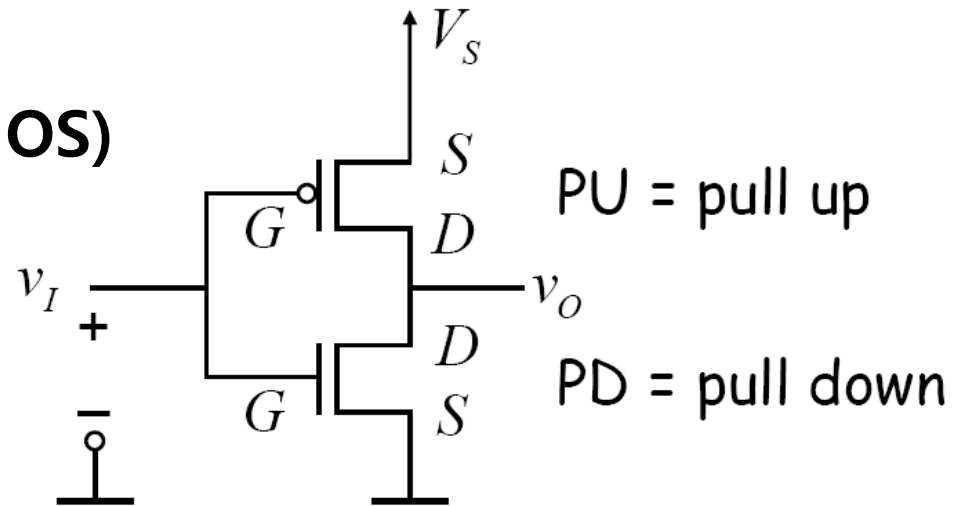 V_S
OS)
S
PU = pull up
G
D
v_I
v_O
+
D
PD = pull down
G
S
−